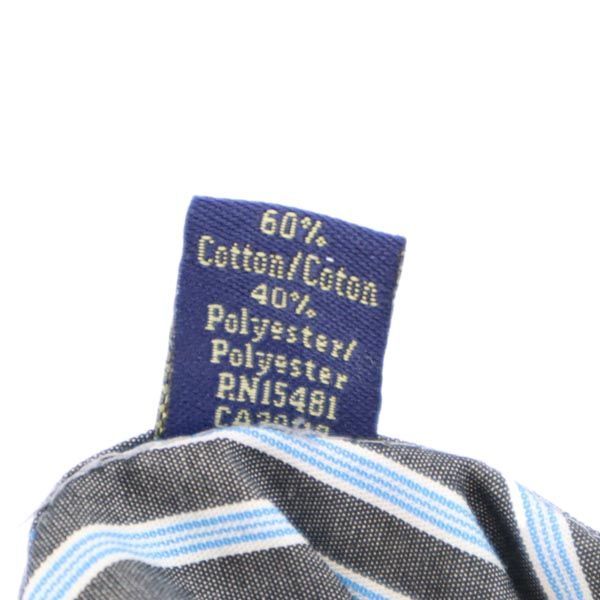 60%
Cotton/Coton
40%
Polyester/
Polyester
RN15481